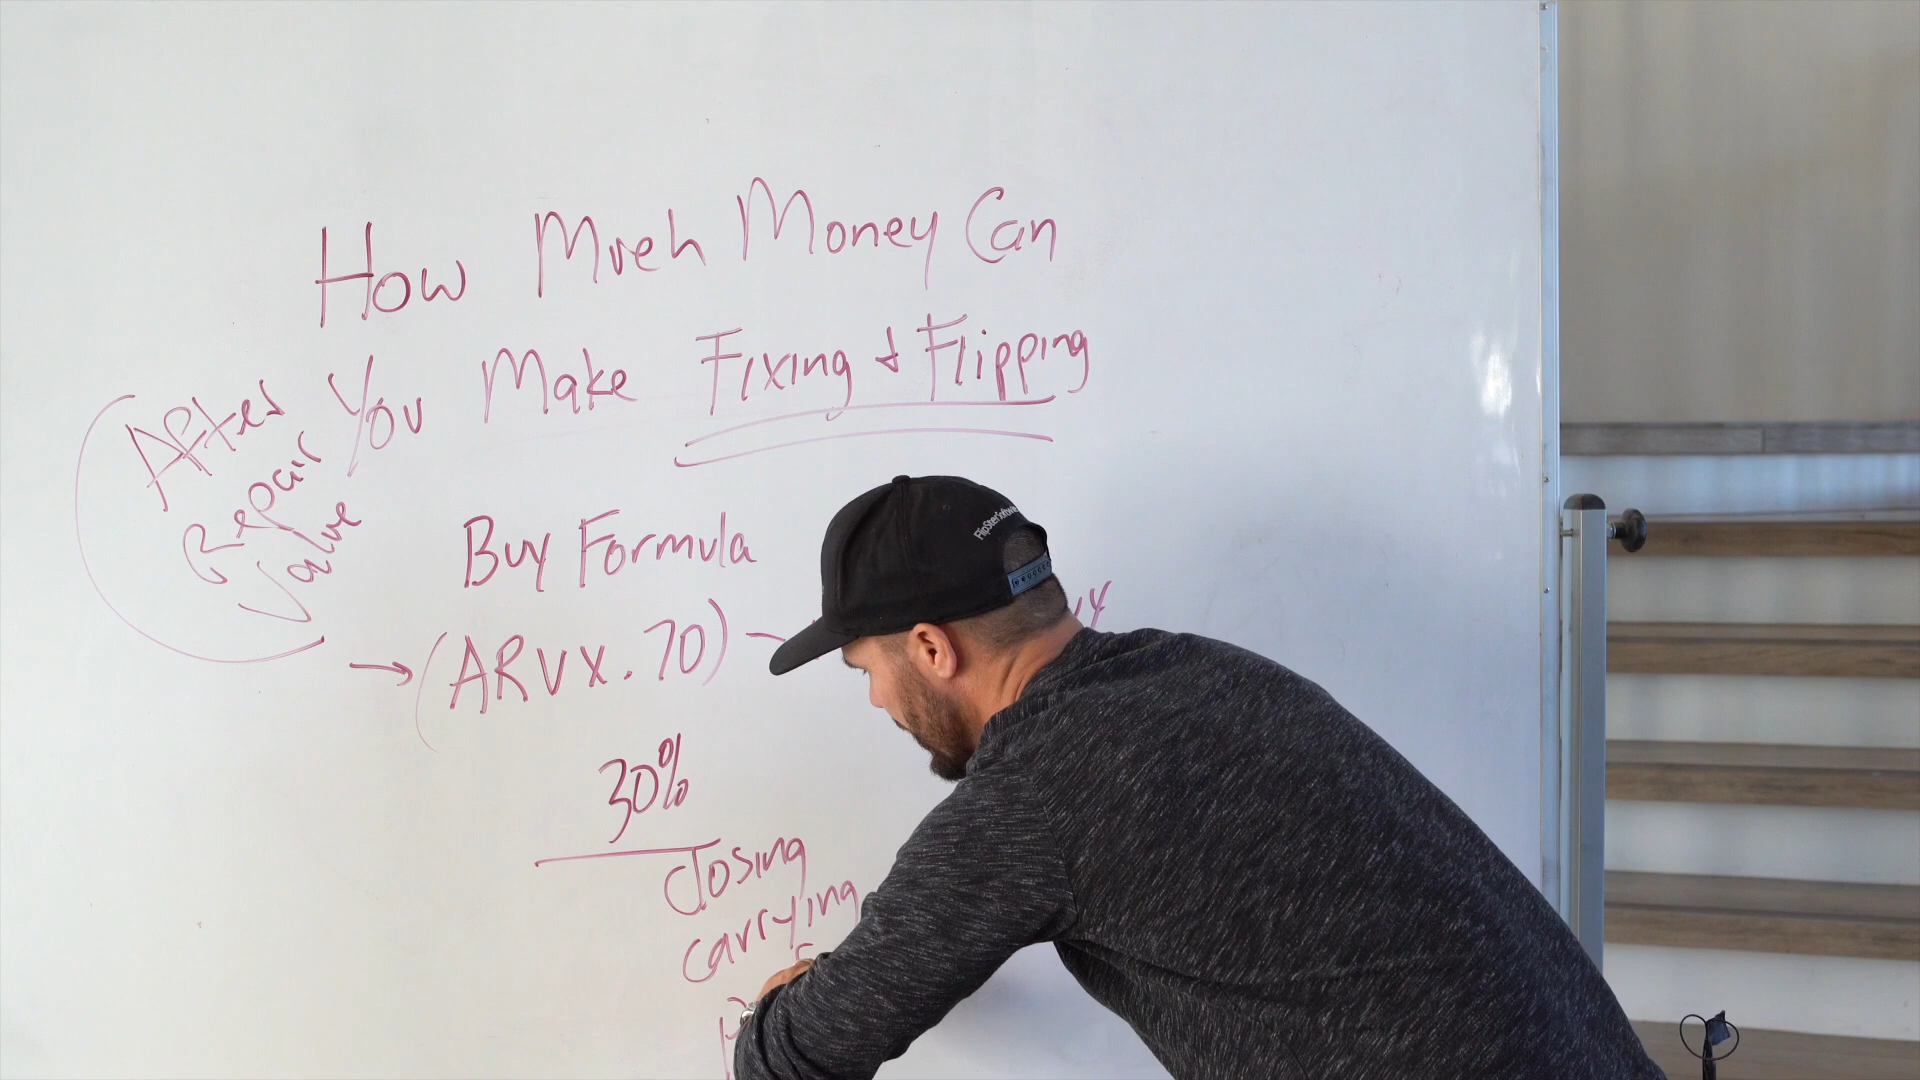 How Much Money Can
You Make Fixing & Flipping
After
Repair
Value
Buy Formula
→ (ARV x .70) -
30%
closing
carrying